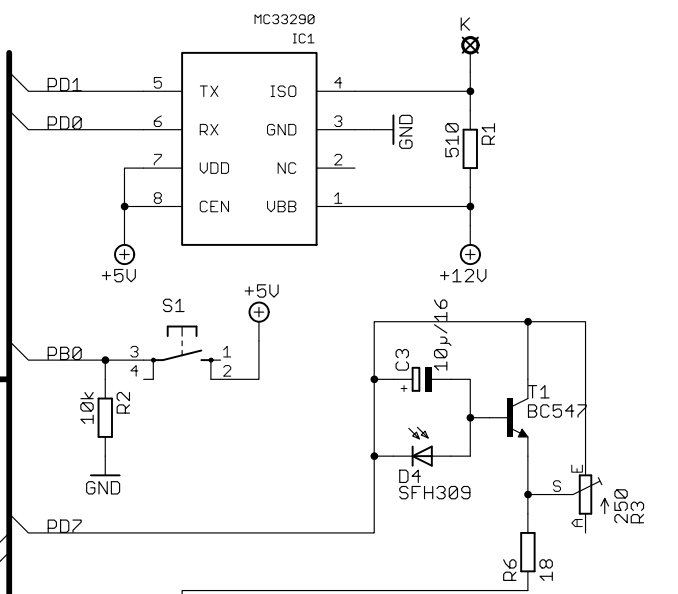 MC33290
IC1
K
PD1
5
TX
ISO
4
PD0
6
RX
GND
3
GND
510
R1
7
VDD
NC
2
8
CEN
VBB
1
+5V
+12V
S1
+5V
PB0
3
1
4
2
10k
R2
GND
C3
10µ/16
+
T1
BC547
D4
SFH309
E
S
A
250
R3
PD7
R6
18